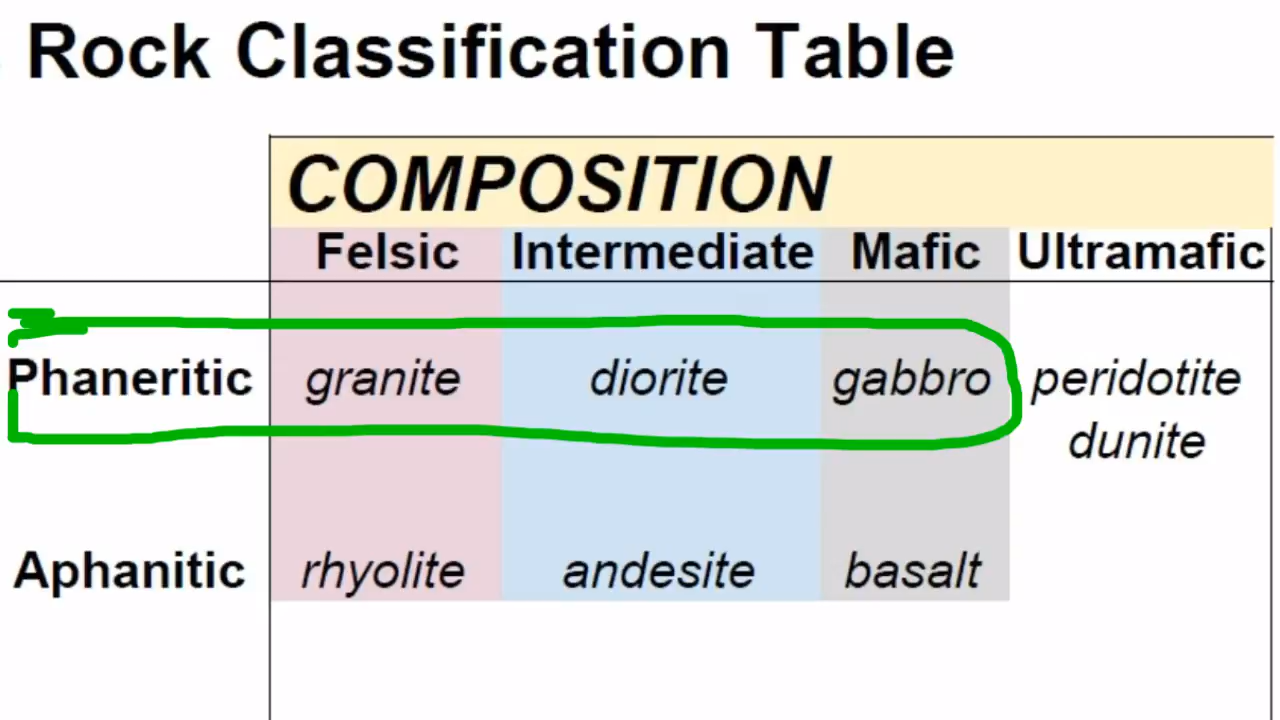 Rock Classification Table
COMPOSITION
Felsic Intermediate Mafic Ultramafic
Phaneritic granite diorite gabbro peridotite
dunite
Aphanitic rhyolite andesite basalt